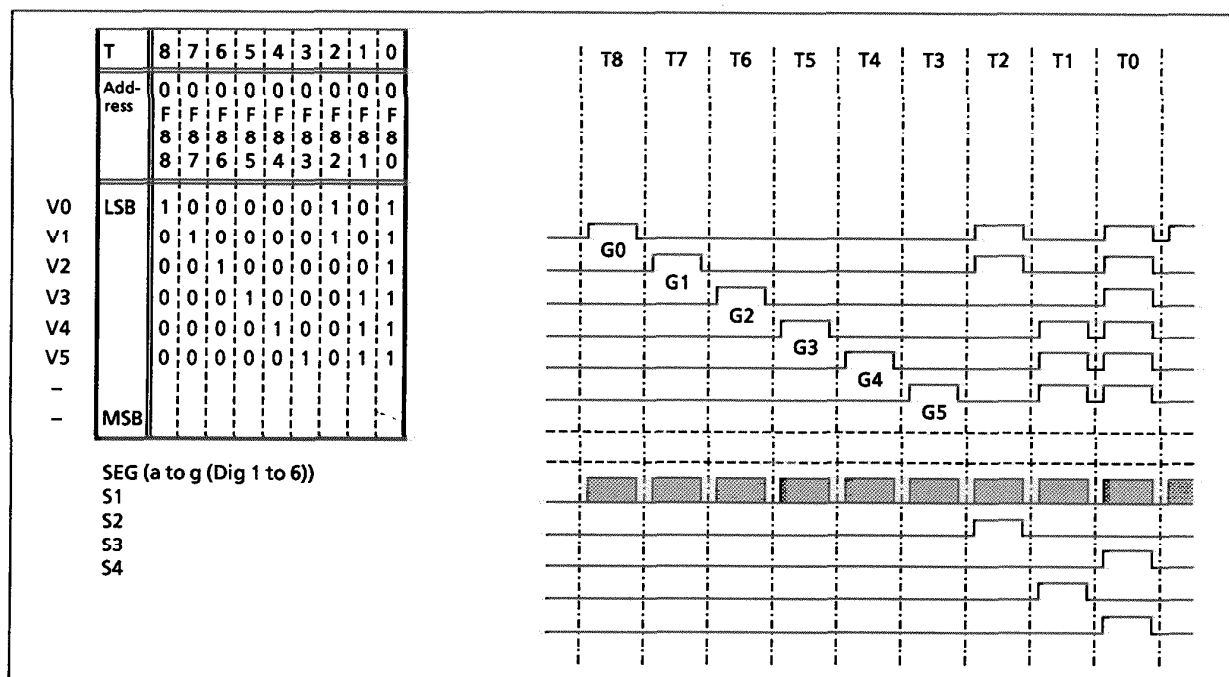 T 8 7 6 5 4 3 2 1 0
Add-
ress
0 0 0 0 0 0 0 0 0
F F F F F F F F F
8 8 8 8 8 8 8 8 8
8 7 6 5 4 3 2 1 0
V0 LSB 1 0 0 0 0 0 1 0 1
V1 0 1 0 0 0 0 1 0 1
V2 0 0 1 0 0 0 0 0 1
V3 0 0 0 1 0 0 0 1 1
V4 0 0 0 0 1 0 0 1 1
V5 0 0 0 0 0 1 0 1 1
–
– MSB
SEG (a to g (Dig 1 to 6))
S1
S2
S3
S4
T8 T7 T6 T5 T4 T3 T2 T1 T0
G0
G1
G2
G3
G4
G5